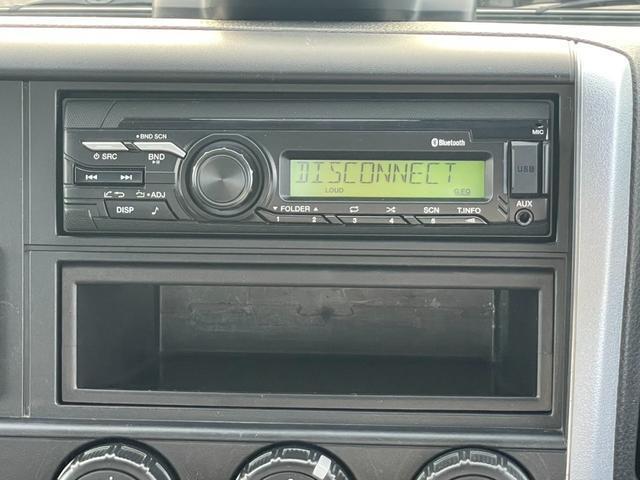 BND SCN
SRC
BND
ADJ
DISP
Bluetooth
MIC
DISCONNECT
LOUD
G.EQ
USB
AUX
FOLDER
SCN
T.INFO
1 2 3 4 5